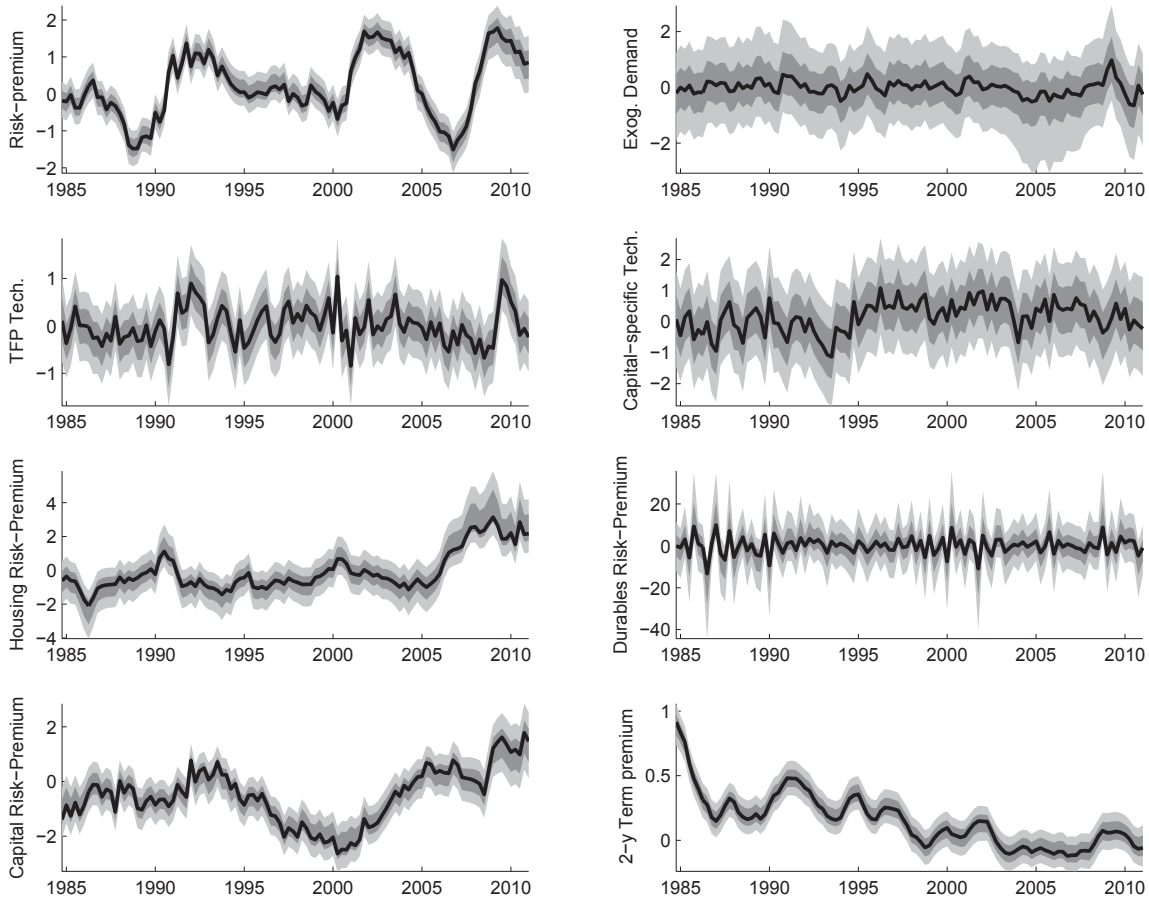 Risk−premium
2
1
0
−1
−2
1985 1990 1995 2000 2005 2010
Exog. Demand
2
0
−2
1985 1990 1995 2000 2005 2010
TFP Tech.
1
0
−1
1985 1990 1995 2000 2005 2010
Capital−specific Tech.
2
1
0
−1
−2
1985 1990 1995 2000 2005 2010
Housing Risk−Premium
4
2
0
−2
−4
1985 1990 1995 2000 2005 2010
Durables Risk−Premium
20
0
−20
−40
1985 1990 1995 2000 2005 2010
Capital Risk−Premium
2
0
−2
1985 1990 1995 2000 2005 2010
2−y Term premium
1
0.5
0
1985 1990 1995 2000 2005 2010